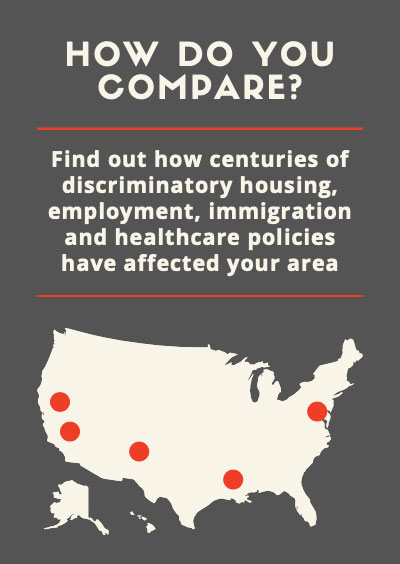 HOW DO YOU
COMPARE?
Find out how centuries of
discriminatory housing,
employment, immigration
and healthcare policies
have affected your area